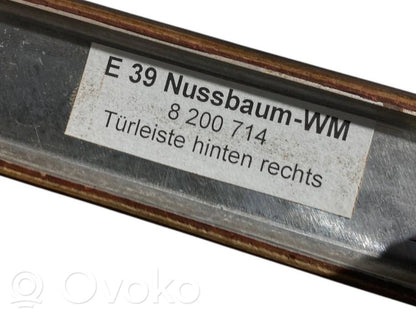 E 39 Nussbaum-WM
8 200 714
Türleiste hinten rechts
Ovoko